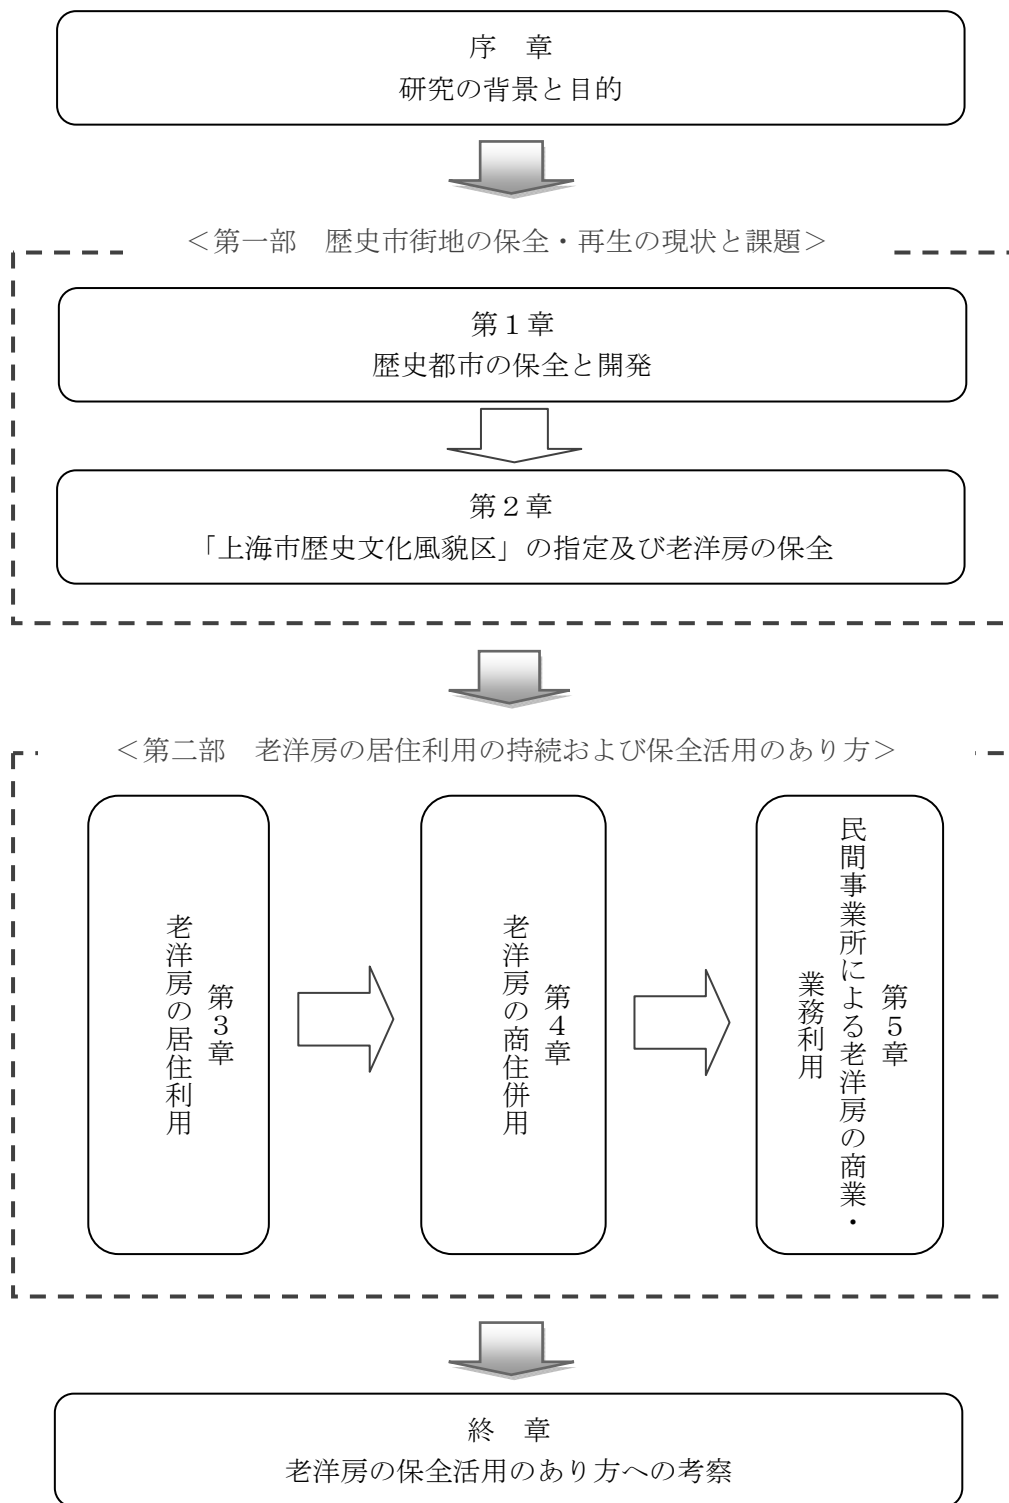 序　章
研究の背景と目的
＜第一部　歴史市街地の保全・再生の現状と課題＞
第１章
歴史都市の保全と開発
第２章
「上海市歴史文化風貌区」の指定及び老洋房の保全
＜第二部　老洋房の居住利用の持続および保全活用のあり方＞
第３章
老洋房の居住利用
第４章
老洋房の商住併用
第５章
民間事業所による老洋房の商業・
業務利用
終　章
老洋房の保全活用のあり方への考察